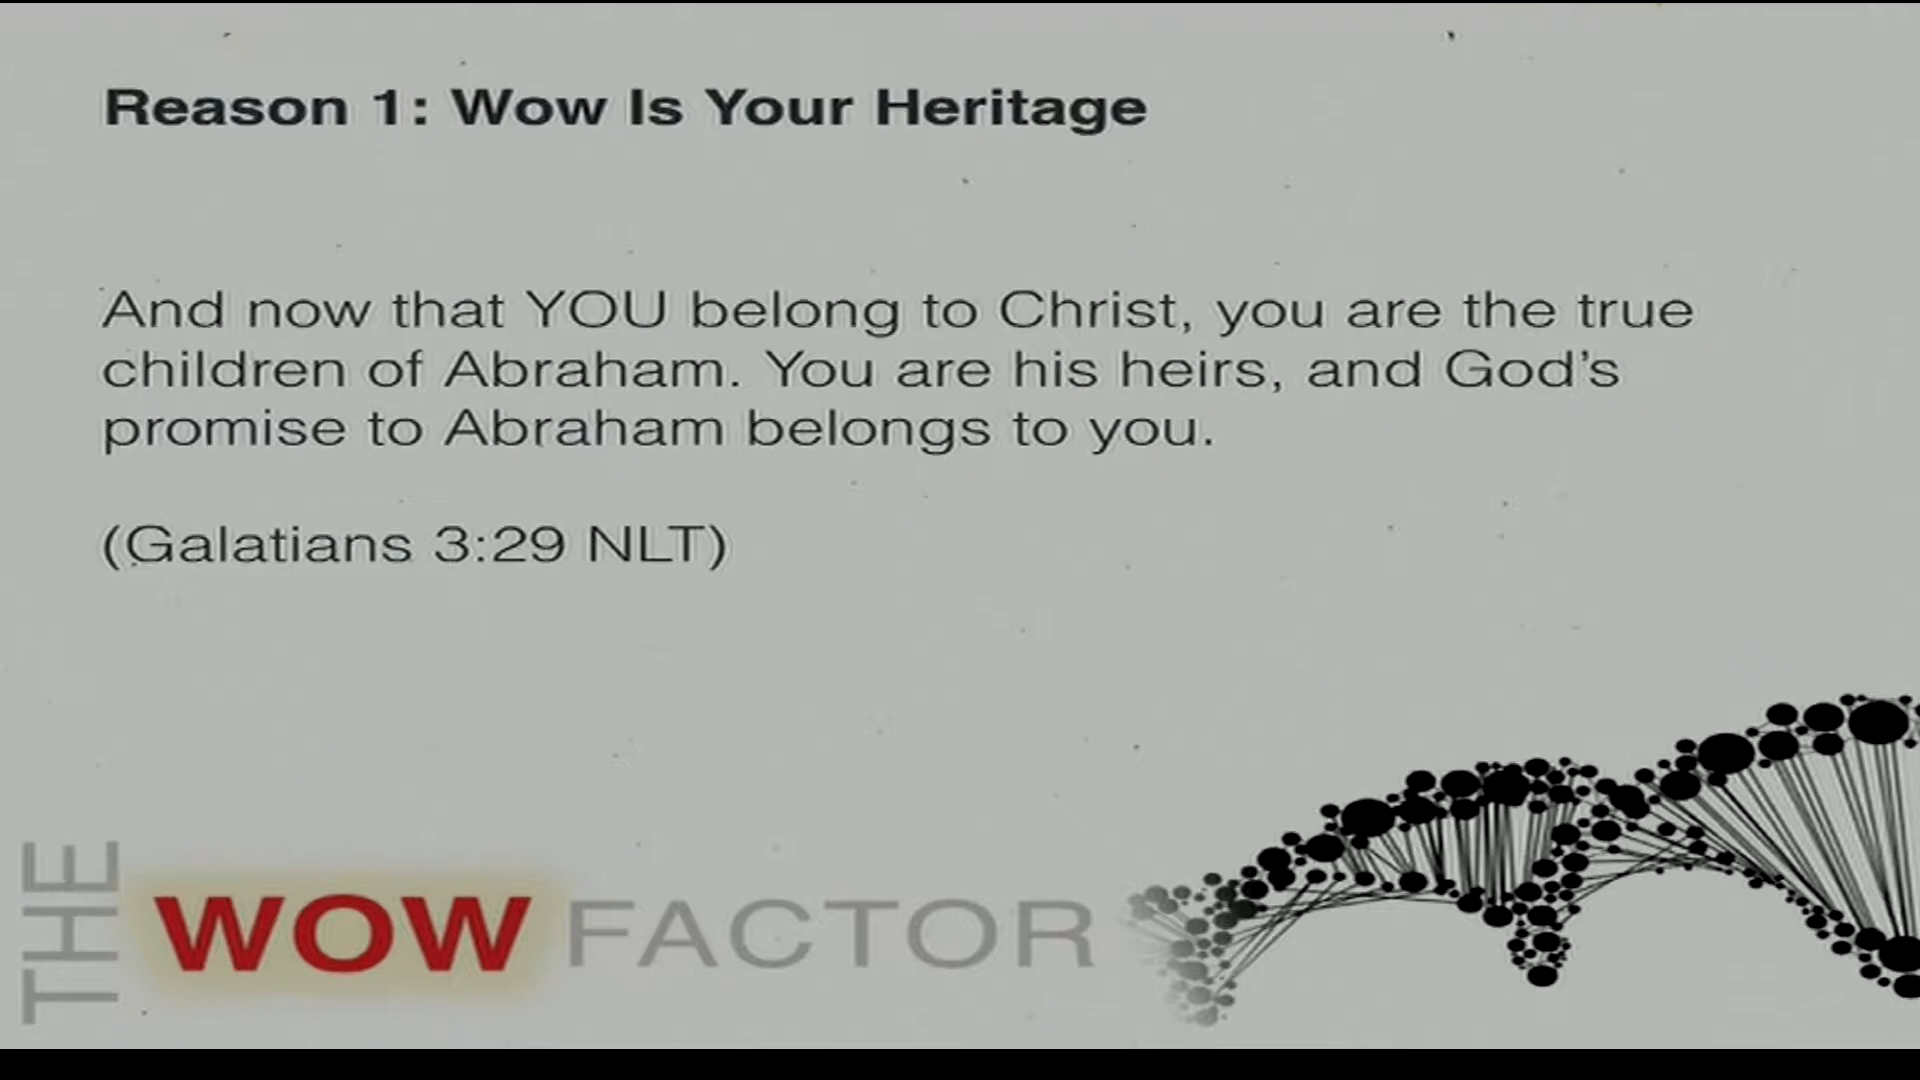 Reason 1: Wow Is Your Heritage
And now that YOU belong to Christ, you are the true
children of Abraham. You are his heirs, and God's
promise to Abraham belongs to you.
(Galatians 3:29 NLT)
THE WOW FACTOR